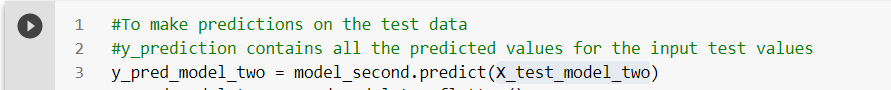 1 #To make predictions on the test data
2 #y_prediction contains all the predicted values for the input test values
3 y_pred_model_two = model_second.predict(X_test_model_two)